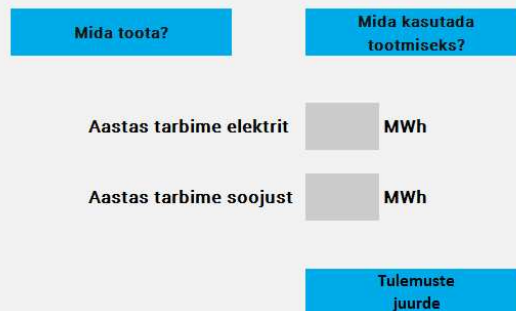 Mida toota?
Mida kasutada
tootmiseks?
Aastas tarbime elektrit
MWh
Aastas tarbime soojust
MWh
Tulemuste
juurde